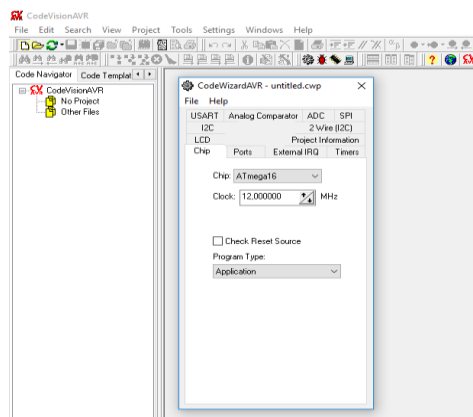 CodeVisionAVR
File Edit Search View Project Tools Settings Windows Help
Code Navigator Code Templat
CodeVisionAVR
No Project
Other Files
CodeWizardAVR - untitled.cwp
File Help
USART Analog Comparator ADC SPI
I2C 2 Wire (I2C)
LCD Project Information
Chip Ports External IRQ Timers
Chip: ATmega16
Clock: 12,000000 MHz
Check Reset Source
Program Type:
Application